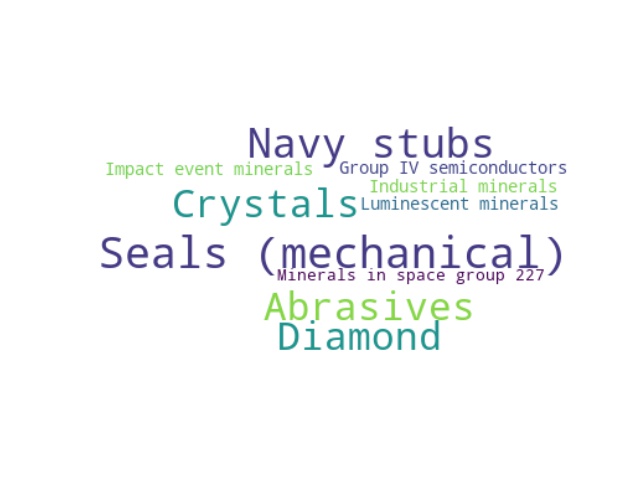 Navy stubs
Impact event minerals
Group IV semiconductors
Industrial minerals
Crystals
Luminescent minerals
Seals (mechanical)
Minerals in space group 227
Abrasives
Diamond